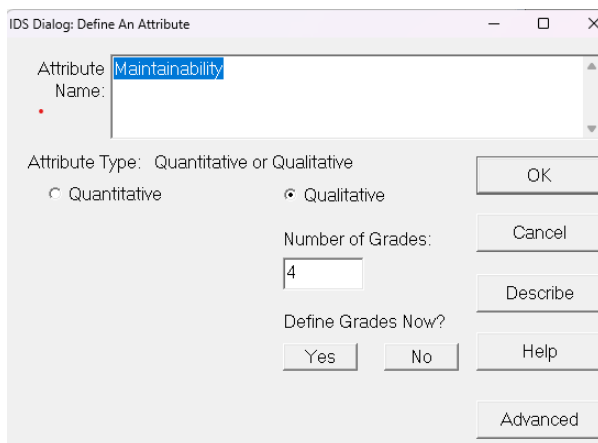 IDS Dialog: Define An Attribute
Attribute Name:
Maintainability
Attribute Type: Quantitative or Qualitative
Quantitative
Qualitative
OK
Number of Grades:
Cancel
4
Describe
Define Grades Now?
Yes
No
Help
Advanced